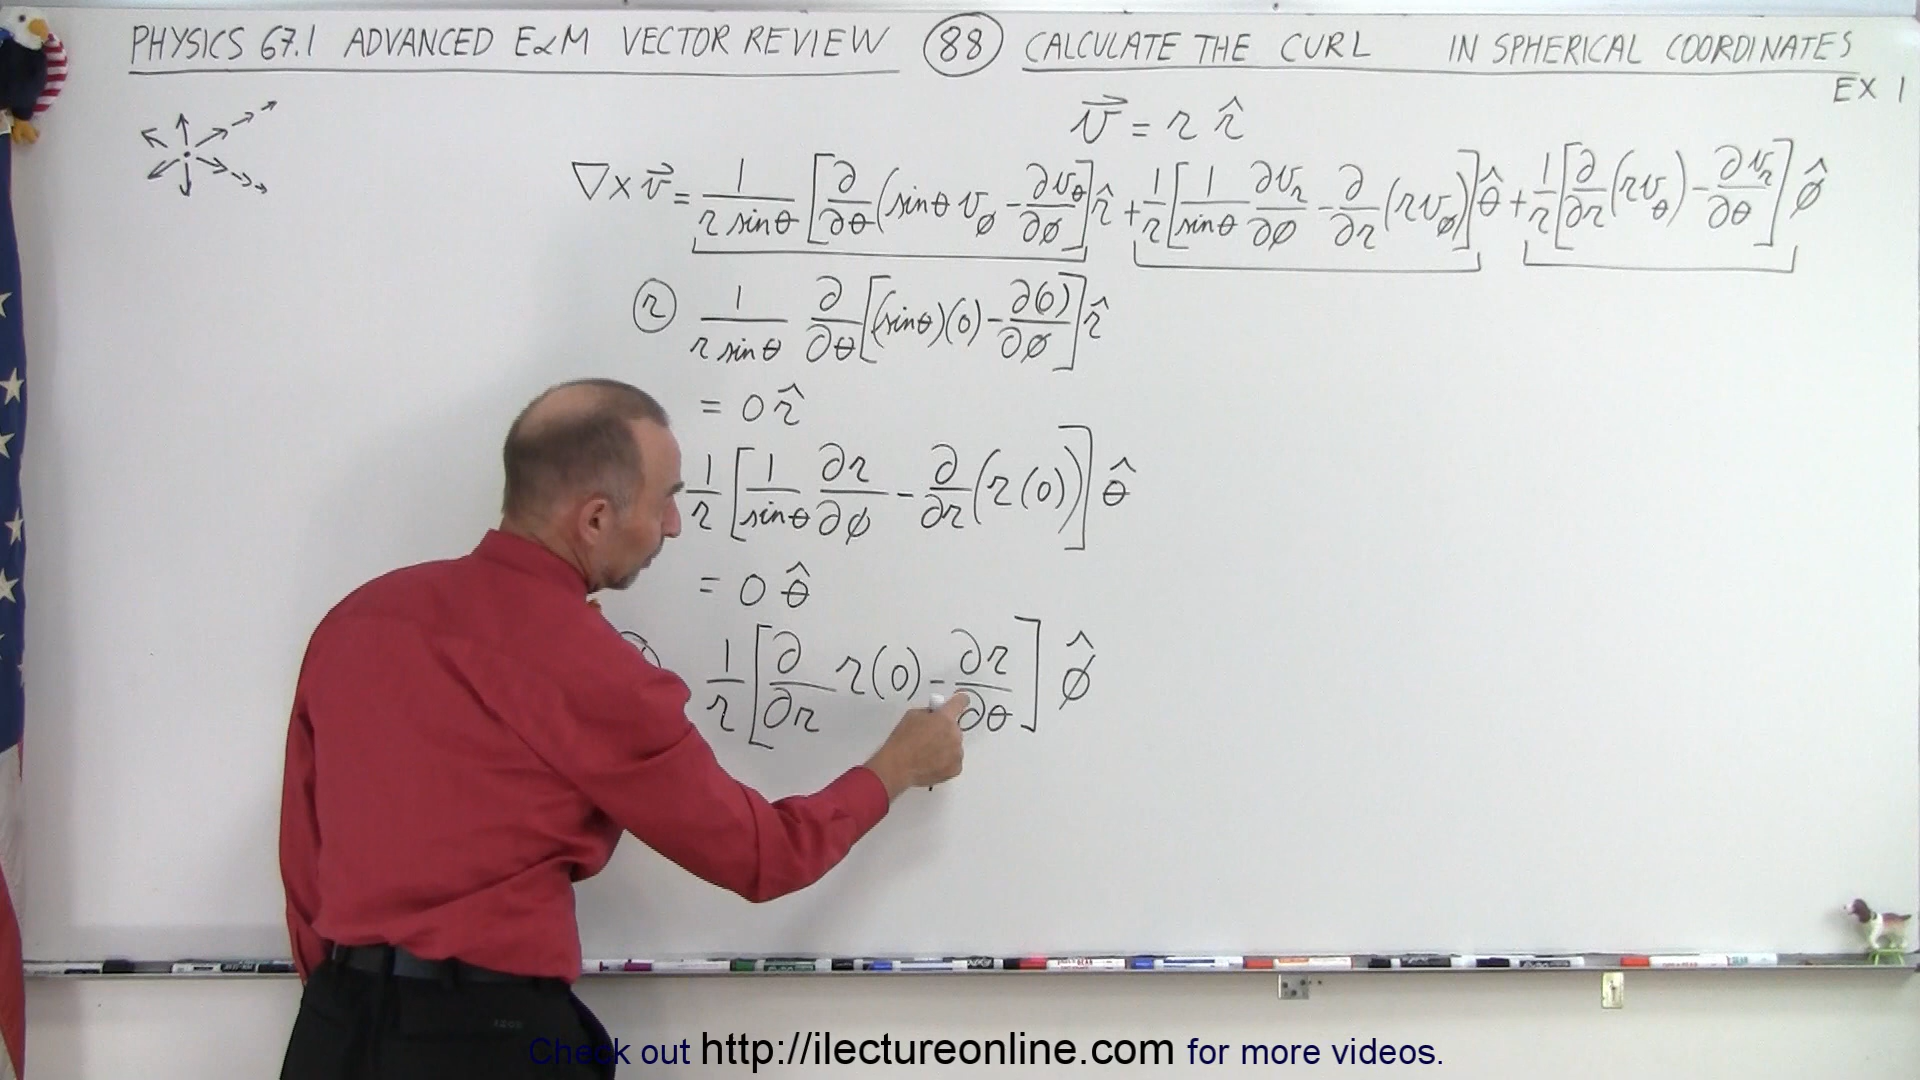 PHYSICS 67.1 ADVANCED E&M VECTOR REVIEW (88) CALCULATE THE CURL IN SPHERICAL COORDINATES
EX 1
v⃗ = r r̂
∇ × v⃗ = 1/(r sinθ) [∂/∂θ (sinθ v_φ − ∂v_θ/∂φ] r̂ + 1/r [1/sinθ ∂v_r/∂φ − ∂/∂r (r v_φ)] θ̂ + 1/r [∂/∂r (r v_θ) − ∂v_r/∂θ] φ̂
(r) 1/(r sinθ) ∂/∂θ [(sinθ)(0) − ∂(0)/∂φ] r̂
= 0 r̂
1/r [1/sinθ ∂r/∂φ − ∂/∂r (r(0))] θ̂
= 0 θ̂
1/r [∂/∂r r(0) − ∂r/∂θ] φ̂
Check out http://ilectureonline.com for more videos.